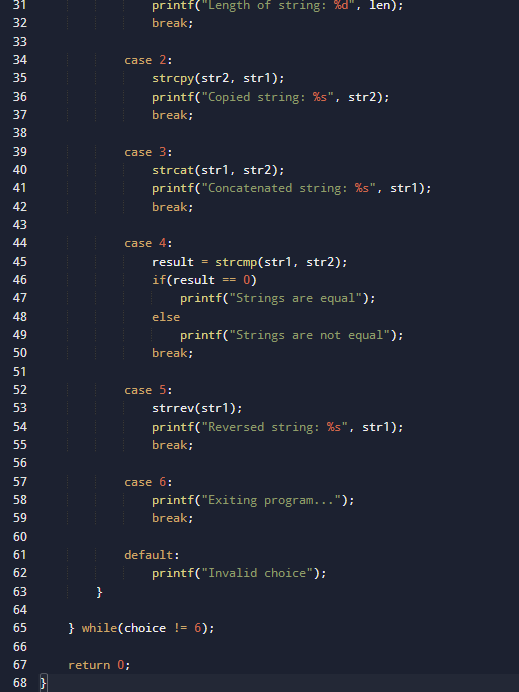 31 printf("Length of string: %d", len);
32 break;
33
34 case 2:
35 strcpy(str2, str1);
36 printf("Copied string: %s", str2);
37 break;
38
39 case 3:
40 strcat(str1, str2);
41 printf("Concatenated string: %s", str1);
42 break;
43
44 case 4:
45 result = strcmp(str1, str2);
46 if(result == 0)
47 printf("Strings are equal");
48 else
49 printf("Strings are not equal");
50 break;
51
52 case 5:
53 strrev(str1);
54 printf("Reversed string: %s", str1);
55 break;
56
57 case 6:
58 printf("Exiting program...");
59 break;
60
61 default:
62 printf("Invalid choice");
63 }
64
65 } while(choice != 6);
66
67 return 0;
68 }